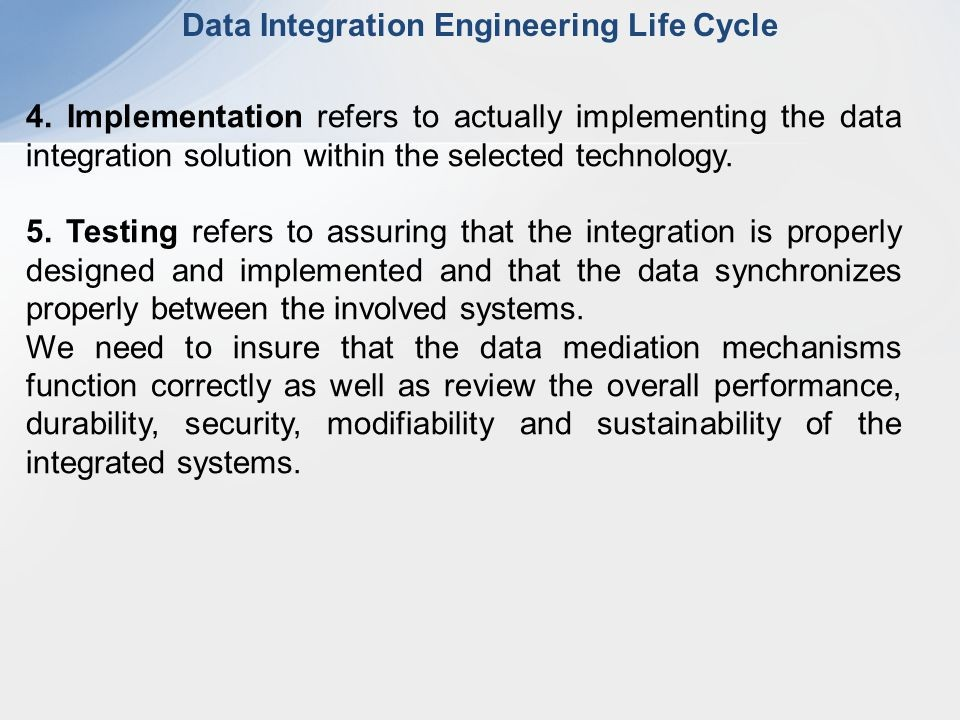 Data Integration Engineering Life Cycle
4. Implementation refers to actually implementing the data
integration solution within the selected technology.
5. Testing refers to assuring that the integration is properly
designed and implemented and that the data synchronizes
properly between the involved systems.
We need to insure that the data mediation mechanisms
function correctly as well as review the overall performance,
durability, security, modifiability and sustainability of the
integrated systems.